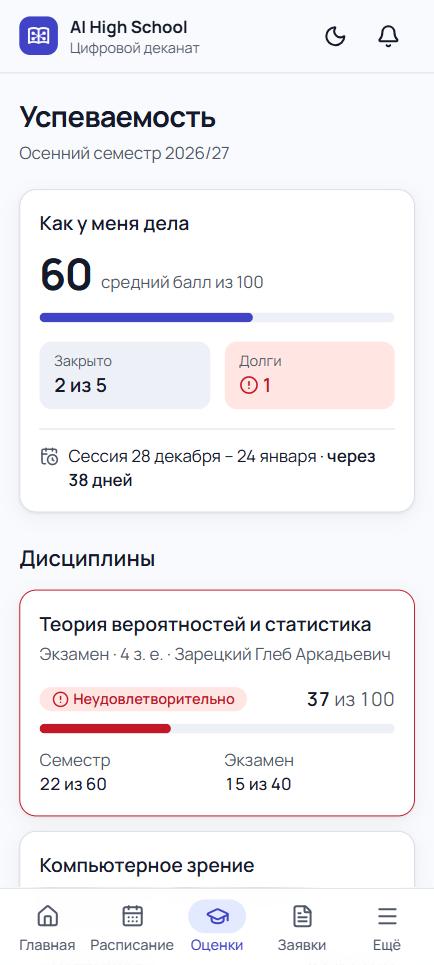 AI High School
Цифровой деканат
Успеваемость
Осенний семестр 2026/27
Как у меня дела
60 средний балл из 100
Закрыто
2 из 5
Долги
1
Сессия 28 декабря – 24 января · через
38 дней
Дисциплины
Теория вероятностей и статистика
Экзамен · 4 з. е. · Зарецкий Глеб Аркадьевич
Неудовлетворительно
37 из 100
Семестр
22 из 60
Экзамен
15 из 40
Компьютерное зрение
Главная
Расписание
Оценки
Заявки
Ещё